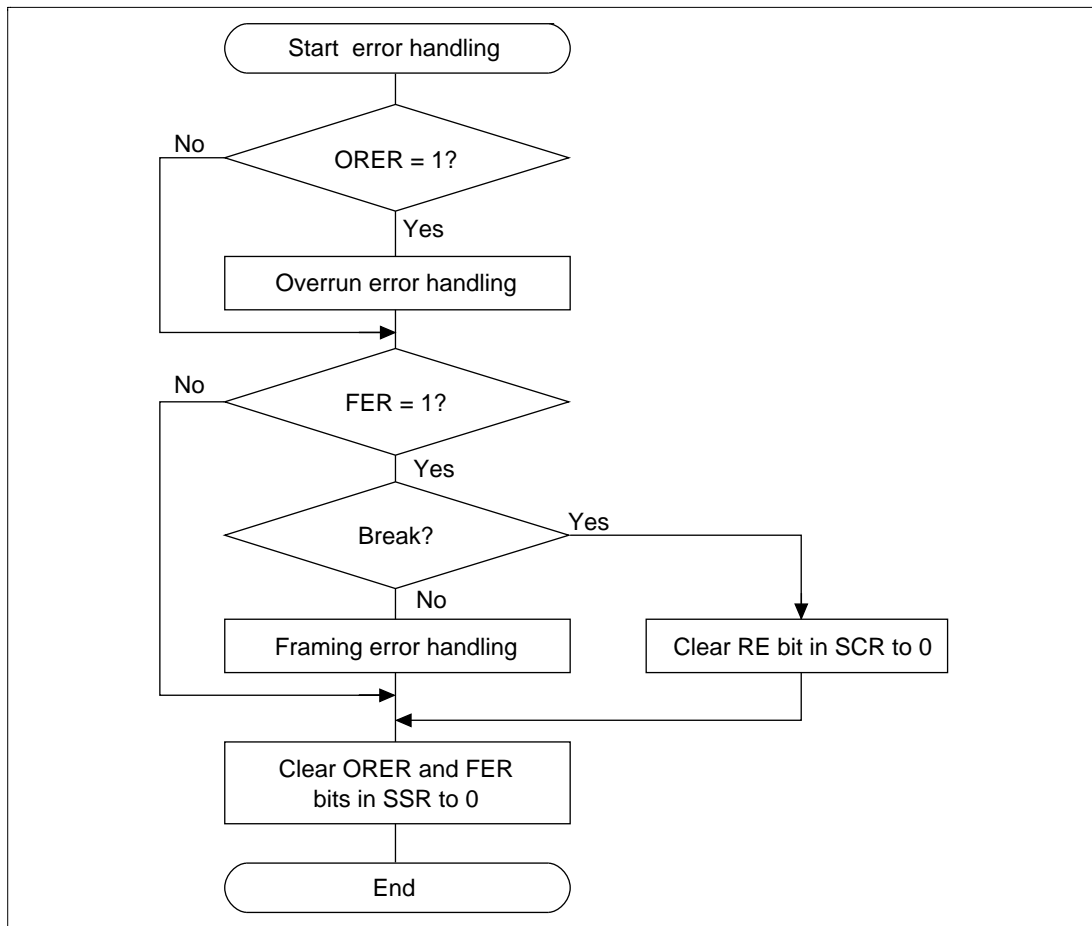 Start error handling
No
ORER = 1?
Yes
Overrun error handling
No
FER = 1?
Yes
Break?
Yes
No
Framing error handling
Clear RE bit in SCR to 0
Clear ORER and FER
bits in SSR to 0
End